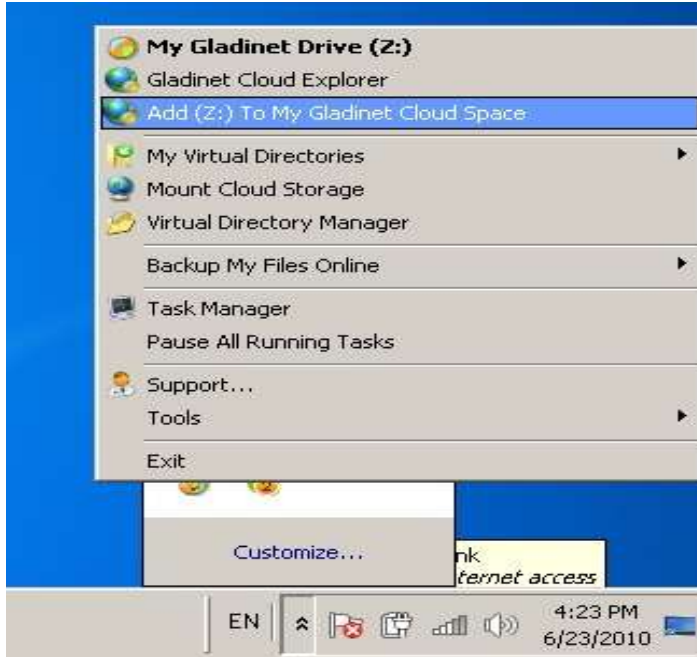 My Gladinet Drive (Z:)
Gladinet Cloud Explorer
Add (Z:) To My Gladinet Cloud Space
My Virtual Directories
Mount Cloud Storage
Virtual Directory Manager
Backup My Files Online
Task Manager
Pause All Running Tasks
Support...
Tools
Exit
Customize...
nk
ternet access
EN
4:23 PM
6/23/2010